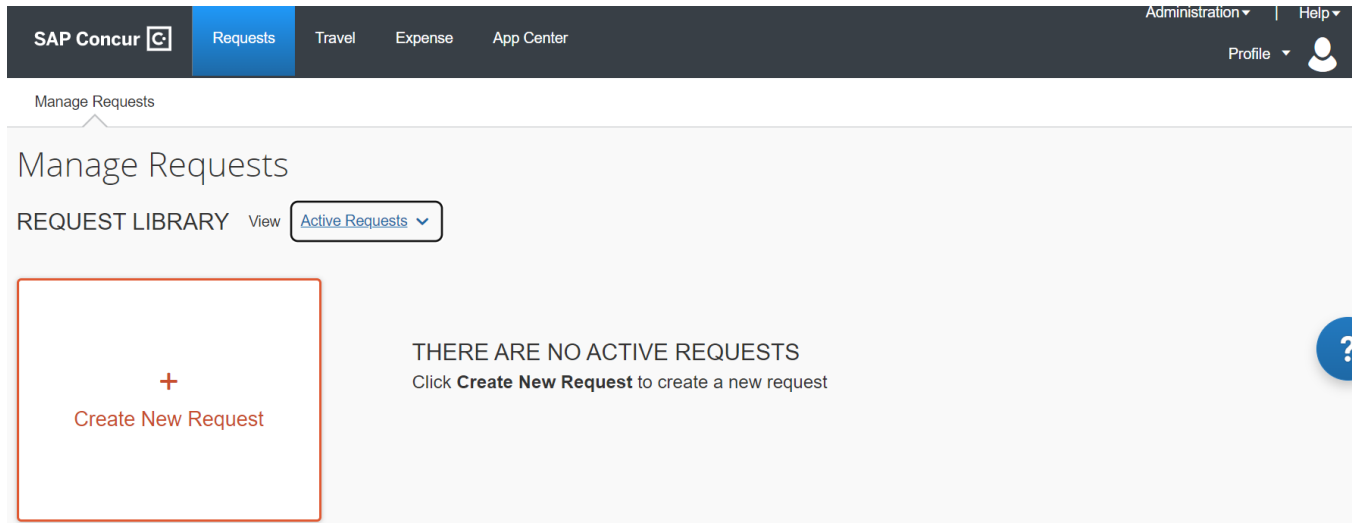 Administration | Help
SAP Concur C Requests Travel Expense App Center
Profile
Manage Requests
Manage Requests
REQUEST LIBRARY View Active Requests
THERE ARE NO ACTIVE REQUESTS
Click Create New Request to create a new request
+
Create New Request
?